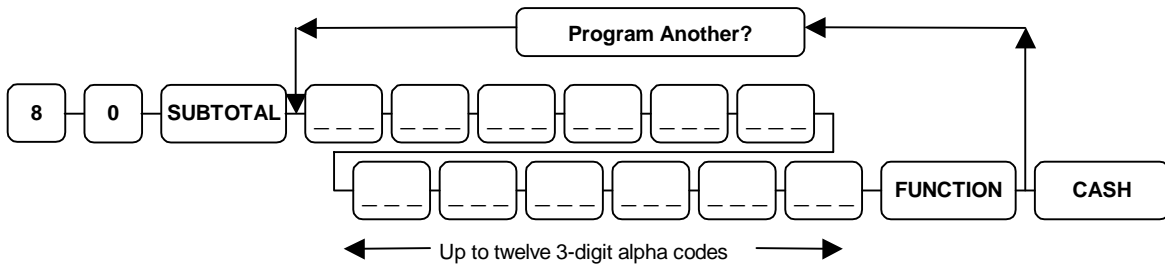 Program Another?
8 0 SUBTOTAL _ _ _ _ _ _ _ _ _ _ _ _ _ _ _ _ _ _
_ _ _ _ _ _ _ _ _ _ _ _ _ _ _ _ _ _ FUNCTION CASH
Up to twelve 3-digit alpha codes